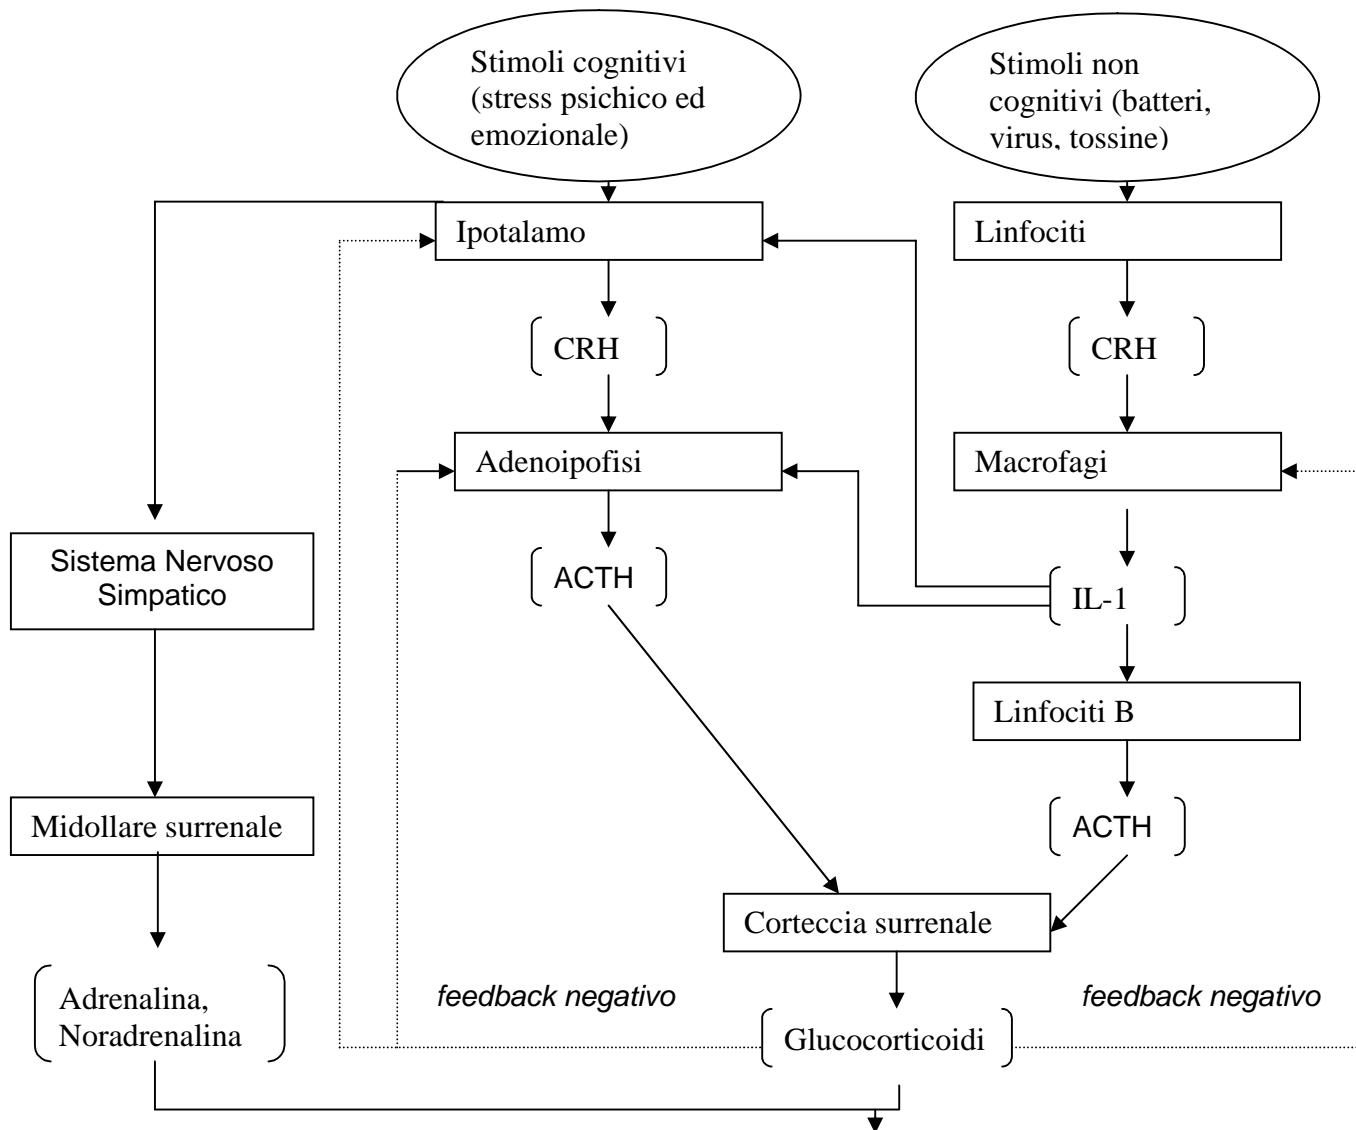 Stimoli cognitivi
(stress psichico ed
emozionale)
Stimoli non
cognitivi (batteri,
virus, tossine)
Ipotalamo
Linfociti
CRH
CRH
Adenoipofisi
Macrofagi
Sistema Nervoso
Simpatico
ACTH
IL-1
Linfociti B
Midollare surrenale
ACTH
Corteccia surrenale
Adrenalina,
Noradrenalina
feedback negativo
feedback negativo
Glucocorticoidi